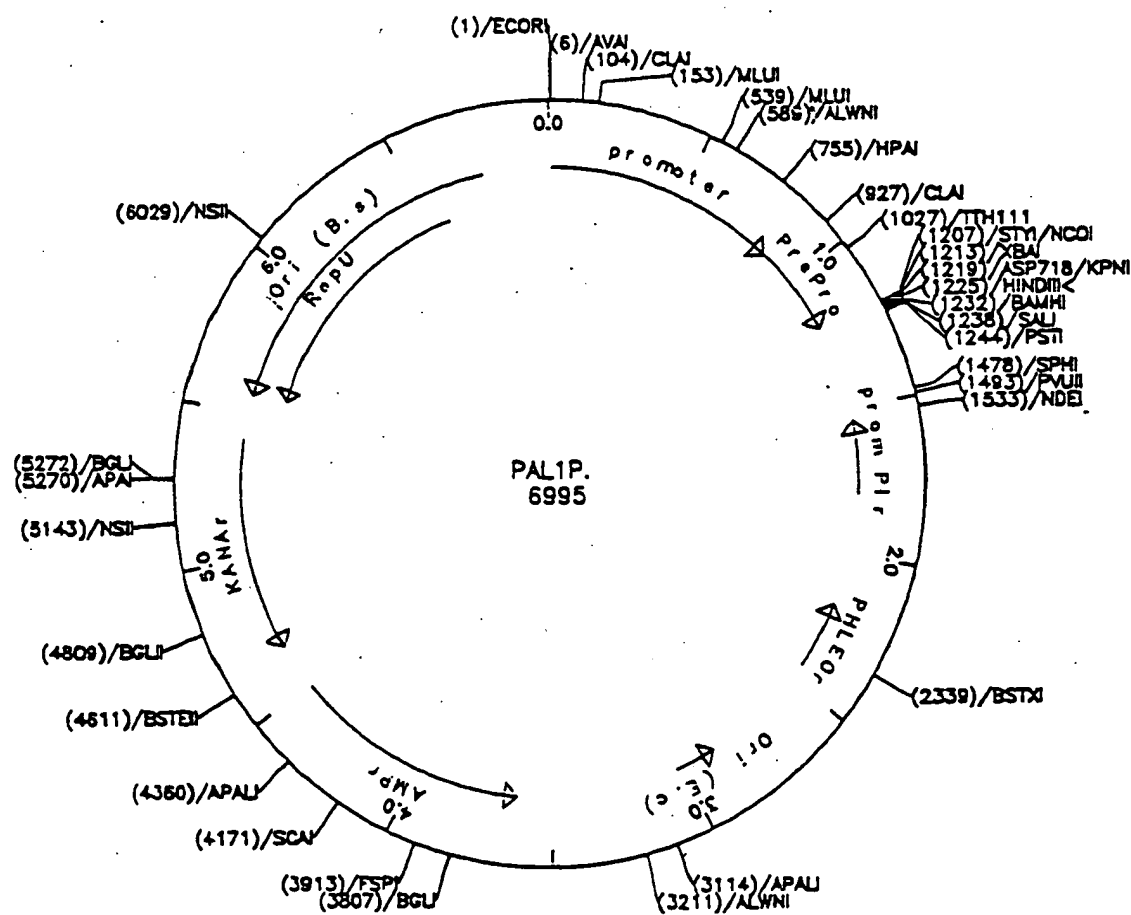 (1)/ECORI
(6)/AVAI
(104)/CLAI
(153)/MLUI
(539)/MLUI
(589)/ALWNI
(755)/HPAI
(927)/CLAI
(1027)/TTH111
(1207)/STYI/NCOI
(1213)/XBAI
(1219)/ASP718/KPNI
(1225)/HINDIII<
(1232)/BAMHI
(1238)/SALI
(1244)/PSTI
(1478)/SPHI
(1493)/PVUII
(1533)/NDEI
(2339)/BSTXI
(3114)/APALI
(3211)/ALWNI
(3807)/BGLI
(3913)/FSPI
(4171)/SCAI
(4360)/APALI
(4611)/BSTEII
(4809)/BGLII
(5143)/NSII
(5270)/APAI
(5272)/BGLI
(6029)/NSII
0.0
promoter
PrePro
1.0
prom Plr
2.0
PHLEOr
Ori (E.c)
3.0
4.0
AMPr
5.0
KANAr
6.0
Ori (B.s)
RepU
PAL1P.
6995